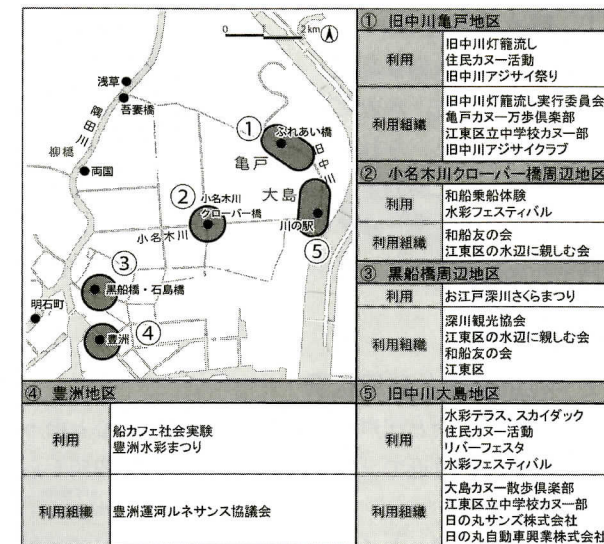 0 1 2km
浅草
吾妻橋
隅田川
柳橋
両国
①
ふれあい橋
旧中川
亀戸
大島
②
小名木川
クローバー橋
小名木川
川の駅
⑤
③
黒船橋・石島橋
明石町
豊洲
④
① 旧中川亀戸地区
利用
旧中川灯籠流し
住民カヌー活動
旧中川アジサイ祭り
利用組織
旧中川灯籠流し実行委員会
亀戸カヌー万歩倶楽部
江東区立中学校カヌー部
旧中川アジサイクラブ
② 小名木川クローバー橋周辺地区
利用
和船乗船体験
水彩フェスティバル
利用組織
和船友の会
江東区の水辺に親しむ会
③ 黒船橋周辺地区
利用
お江戸深川さくらまつり
利用組織
深川観光協会
江東区の水辺に親しむ会
和船友の会
江東区
④ 豊洲地区
利用
船カフェ社会実験
豊洲水彩まつり
利用組織
豊洲運河ルネサンス協議会
⑤ 旧中川大島地区
利用
水彩テラス、スカイダック
住民カヌー活動
リバーフェスタ
水彩フェスティバル
利用組織
大島カヌー散歩倶楽部
江東区立中学校カヌー部
日の丸サンズ株式会社
日の丸自動車興業株式会社